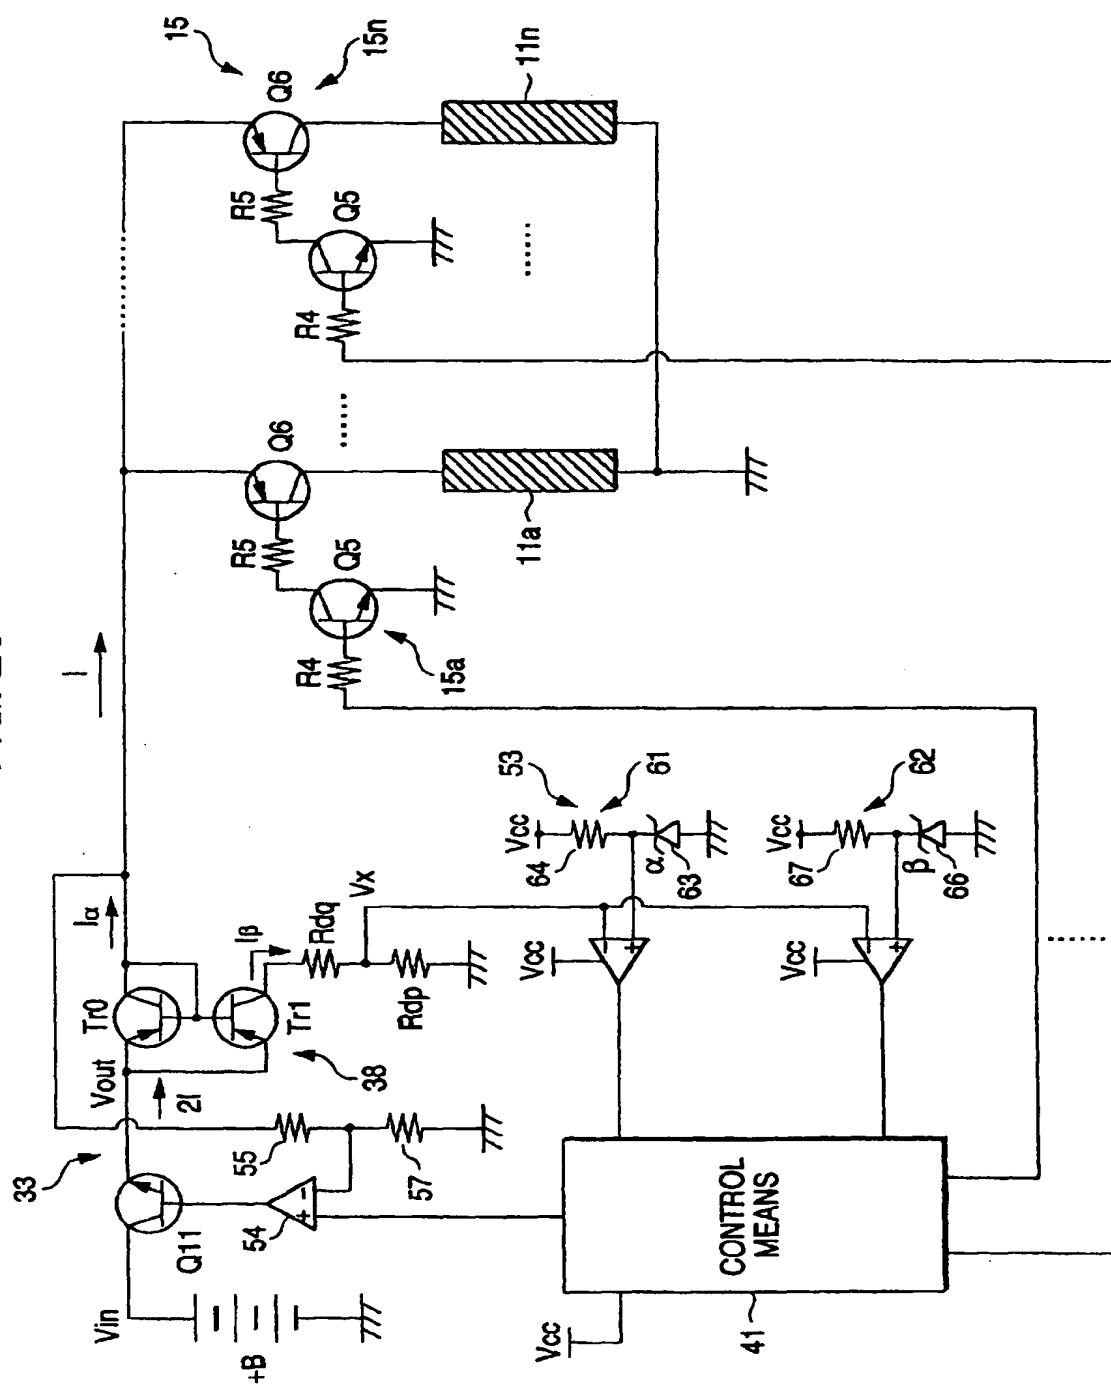 15
15n
Q6
R5
Q5
R4
11n
Q6
R5
Q5
R4
11a
15a
I
Iα
Iβ
Tr0
Tr1
38
Rdq
Vx
Rdp
Vout
2I
33
Q11
Vin
+B
54
55
57
+
-
53
61
Vcc
64
α
63
62
Vcc
67
β
66
Vcc
-
+
Vcc
-
+
CONTROL
MEANS
41
Vcc